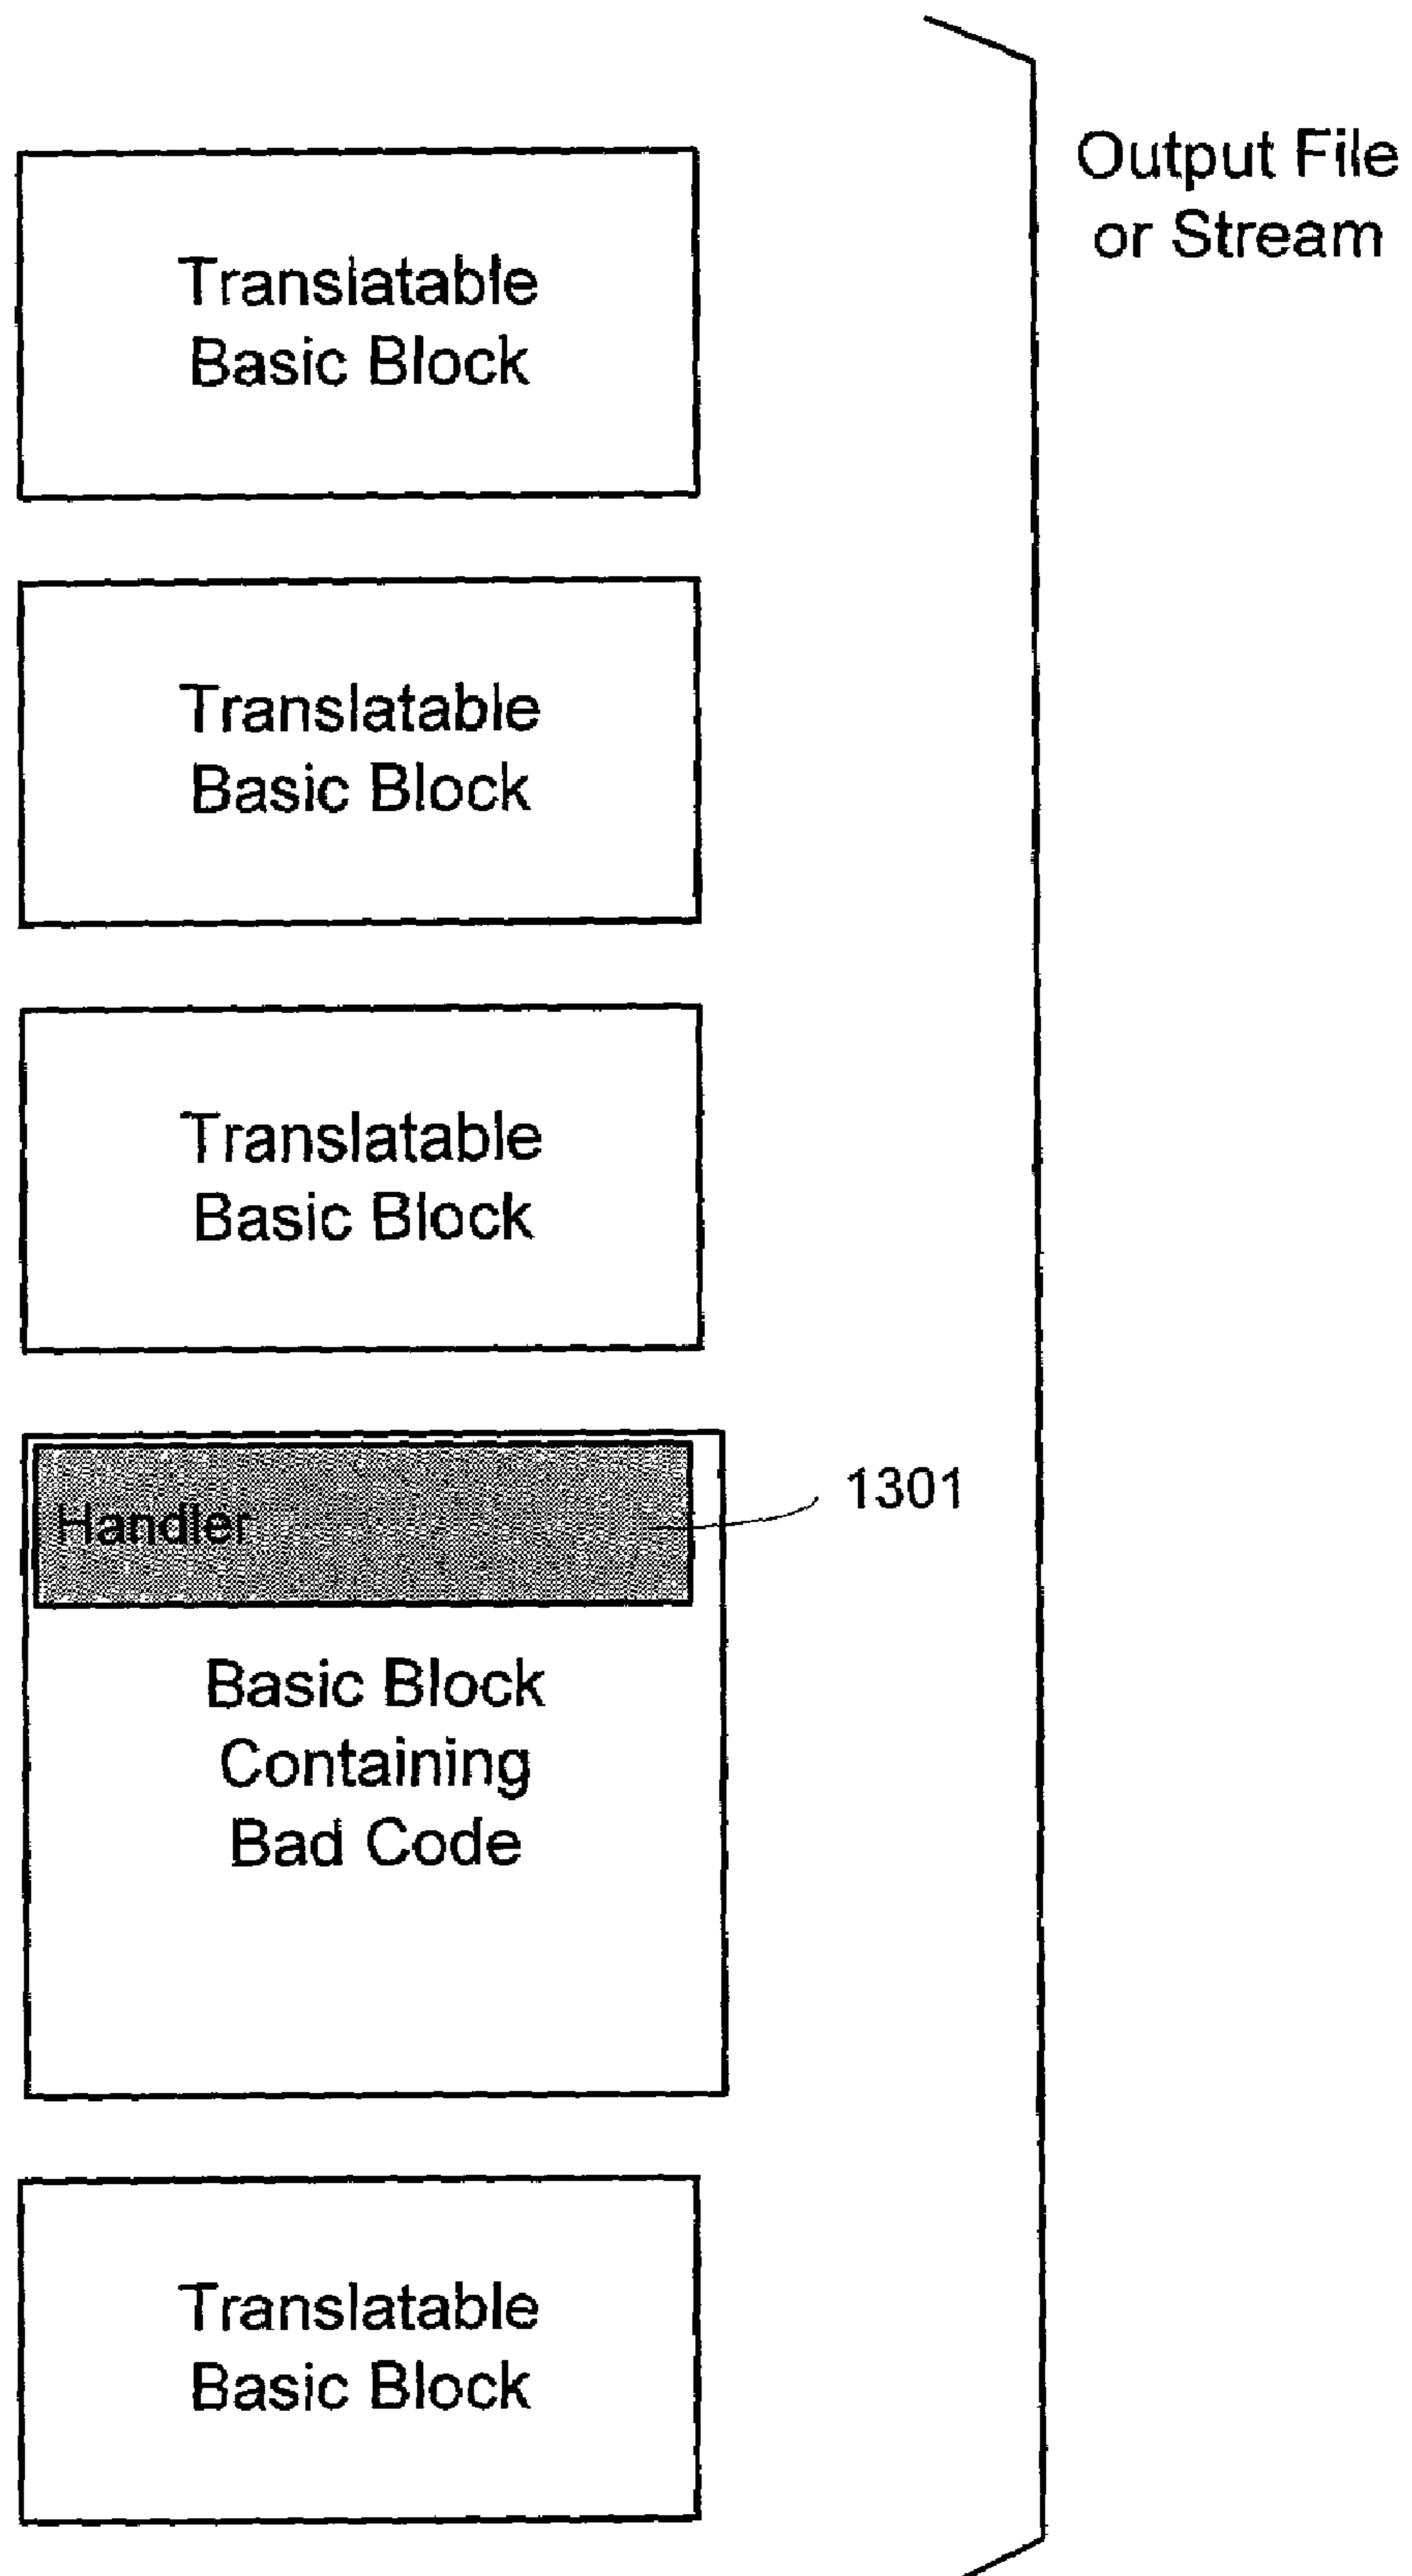 Output File
or Stream
Translatable
Basic Block
Translatable
Basic Block
Translatable
Basic Block
Handler
1301
Basic Block
Containing
Bad Code
Translatable
Basic Block